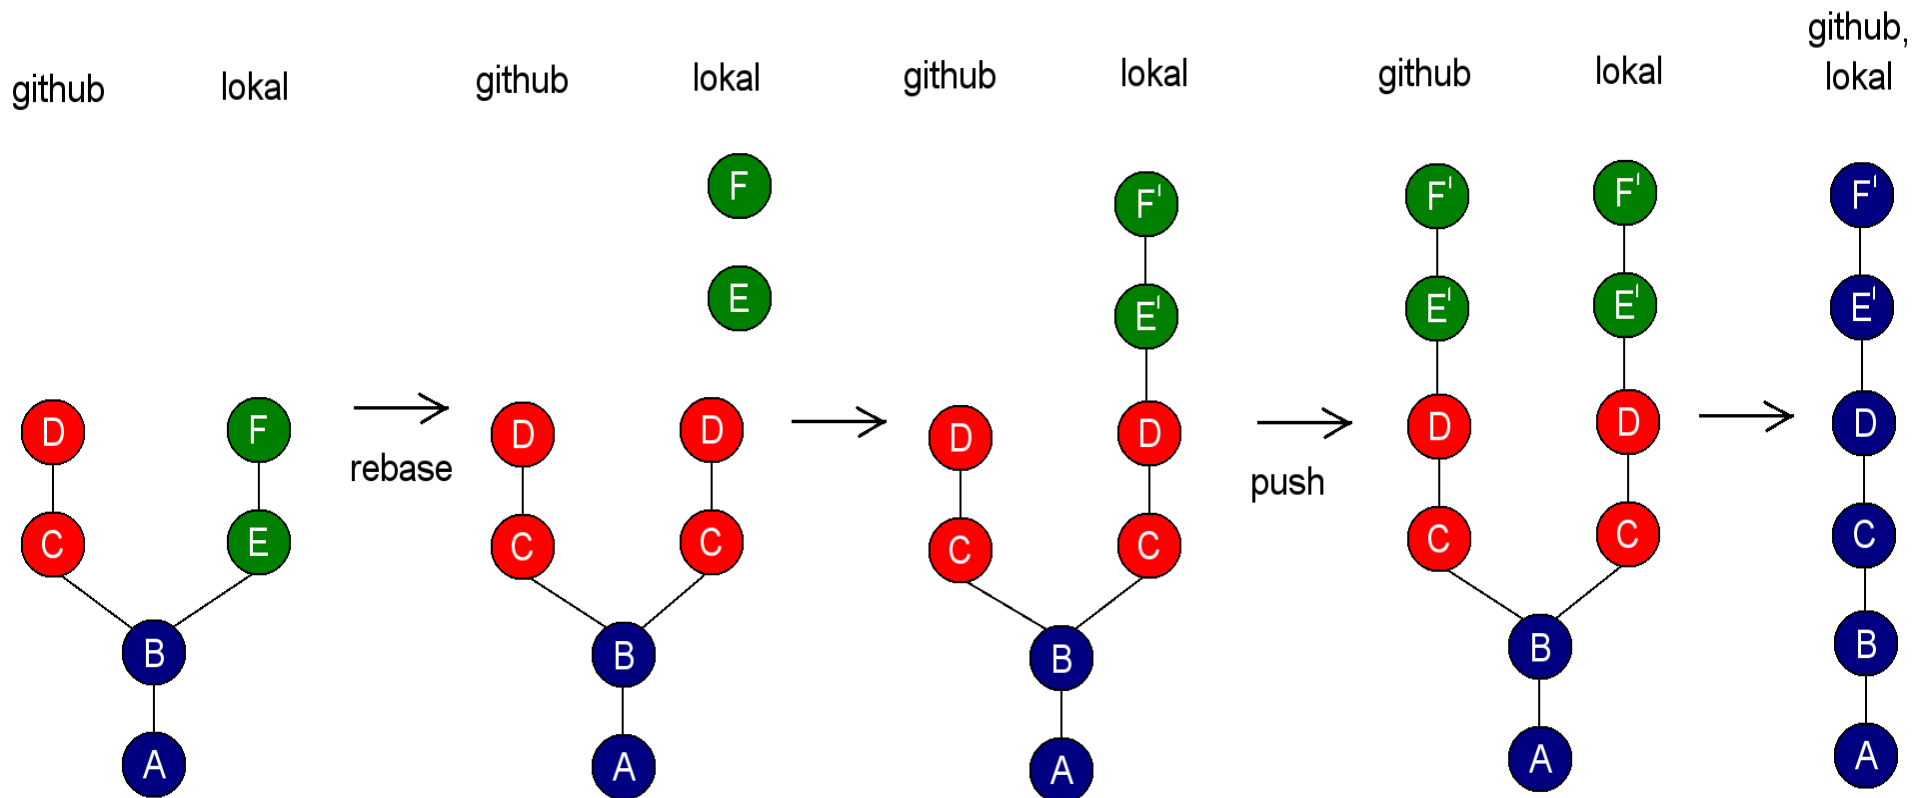 github lokal
github lokal
github lokal
github lokal
github,
lokal
F
E
D F
C E
B
A
rebase
D D
C C
B
A
F'
E'
D D
C C
B
A
push
F' F'
E' E'
D D
C C
B
A
F'
E'
D
C
B
A